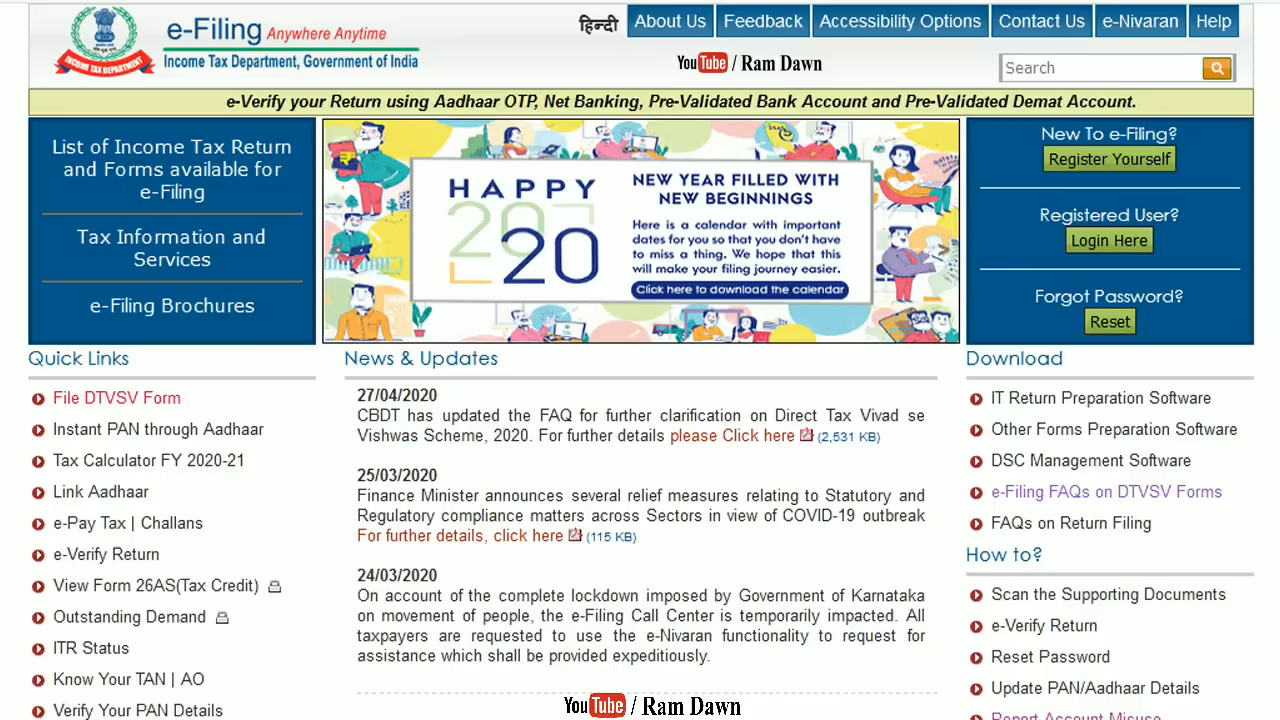 e-Filing Anywhere Anytime
Income Tax Department, Government of India
INCOME TAX DEPARTMENT
हिन्दी
About Us
Feedback
Accessibility Options
Contact Us
e-Nivaran
Help
YouTube / Ram Dawn
Search
e-Verify your Return using Aadhaar OTP, Net Banking, Pre-Validated Bank Account and Pre-Validated Demat Account.
List of Income Tax Return
and Forms available for
e-Filing
Tax Information and
Services
e-Filing Brochures
HAPPY
2020
NEW YEAR FILLED WITH
NEW BEGINNINGS
Here is a calendar with important
dates for you so that you don't have
to miss a thing. We hope that this
will make your filing journey easier.
Click here to download the calendar
New To e-Filing?
Register Yourself
Registered User?
Login Here
Forgot Password?
Reset
Quick Links
File DTVSV Form
Instant PAN through Aadhaar
Tax Calculator FY 2020-21
Link Aadhaar
e-Pay Tax | Challans
e-Verify Return
View Form 26AS(Tax Credit)
Outstanding Demand
ITR Status
Know Your TAN | AO
Verify Your PAN Details
News & Updates
27/04/2020
CBDT has updated the FAQ for further clarification on Direct Tax Vivad se
Vishwas Scheme, 2020. For further details please Click here (2,531 KB)
25/03/2020
Finance Minister announces several relief measures relating to Statutory and
Regulatory compliance matters across Sectors in view of COVID-19 outbreak
For further details, click here (115 KB)
24/03/2020
On account of the complete lockdown imposed by Government of Karnataka
on movement of people, the e-Filing Call Center is temporarily impacted. All
taxpayers are requested to use the e-Nivaran functionality to request for
assistance which shall be provided expeditiously.
YouTube / Ram Dawn
Download
IT Return Preparation Software
Other Forms Preparation Software
DSC Management Software
e-Filing FAQs on DTVSV Forms
FAQs on Return Filing
How to?
Scan the Supporting Documents
e-Verify Return
Reset Password
Update PAN/Aadhaar Details
Report Account Misuse